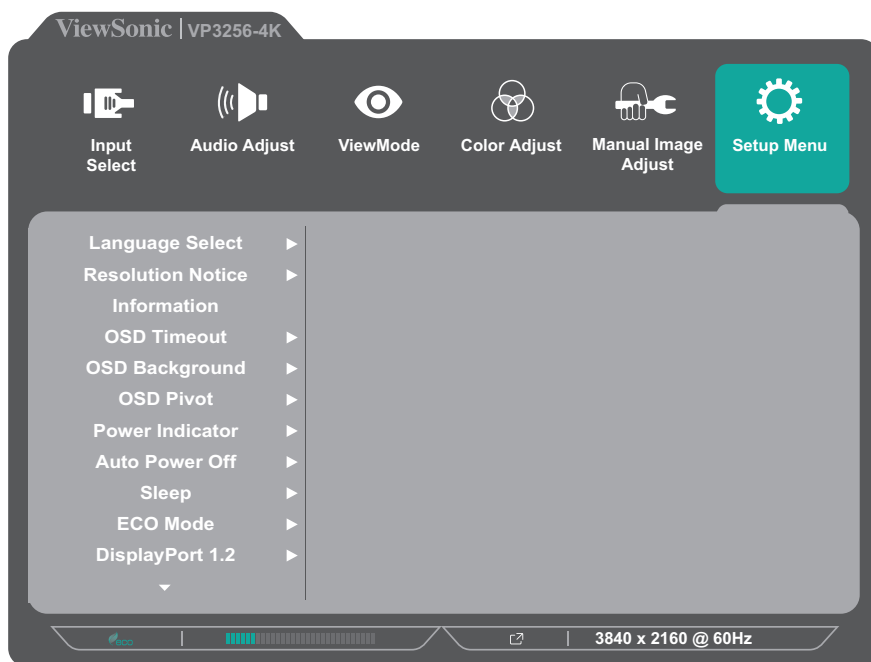 ViewSonic VP3256-4K
Input
Select
Audio Adjust
ViewMode
Color Adjust
Manual Image
Adjust
Setup Menu
Language Select
Resolution Notice
Information
OSD Timeout
OSD Background
OSD Pivot
Power Indicator
Auto Power Off
Sleep
ECO Mode
DisplayPort 1.2
eco
3840 x 2160 @ 60Hz